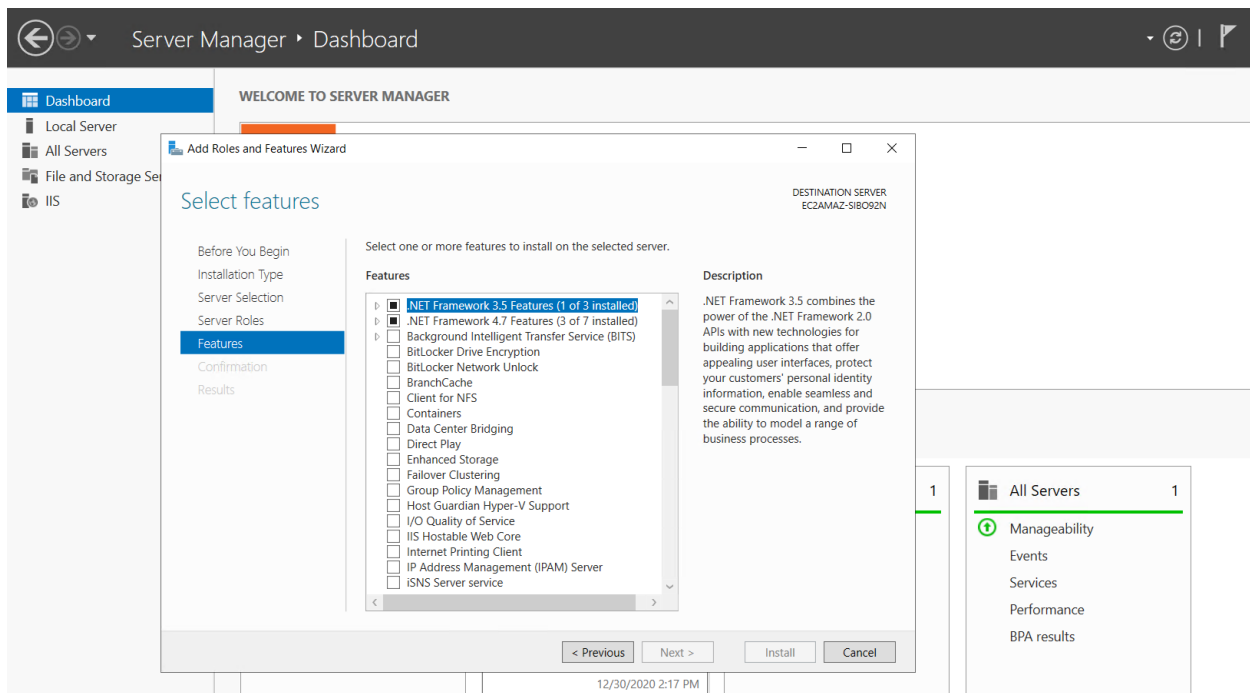 Server Manager ‣ Dashboard
Dashboard
Local Server
All Servers
File and Storage Ser
IIS
WELCOME TO SERVER MANAGER
Add Roles and Features Wizard
Select features
DESTINATION SERVER
EC2AMAZ-SIBO92N
Before You Begin
Installation Type
Server Selection
Server Roles
Features
Confirmation
Results
Select one or more features to install on the selected server.
Features
.NET Framework 3.5 Features (1 of 3 installed)
.NET Framework 4.7 Features (3 of 7 installed)
Background Intelligent Transfer Service (BITS)
BitLocker Drive Encryption
BitLocker Network Unlock
BranchCache
Client for NFS
Containers
Data Center Bridging
Direct Play
Enhanced Storage
Failover Clustering
Group Policy Management
Host Guardian Hyper-V Support
I/O Quality of Service
IIS Hostable Web Core
Internet Printing Client
IP Address Management (IPAM) Server
iSNS Server service
Description
.NET Framework 3.5 combines the
power of the .NET Framework 2.0
APIs with new technologies for
building applications that offer
appealing user interfaces, protect
your customers' personal identity
information, enable seamless and
secure communication, and provide
the ability to model a range of
business processes.
< Previous
Next >
Install
Cancel
1
All Servers 1
Manageability
Events
Services
Performance
BPA results
12/30/2020 2:17 PM